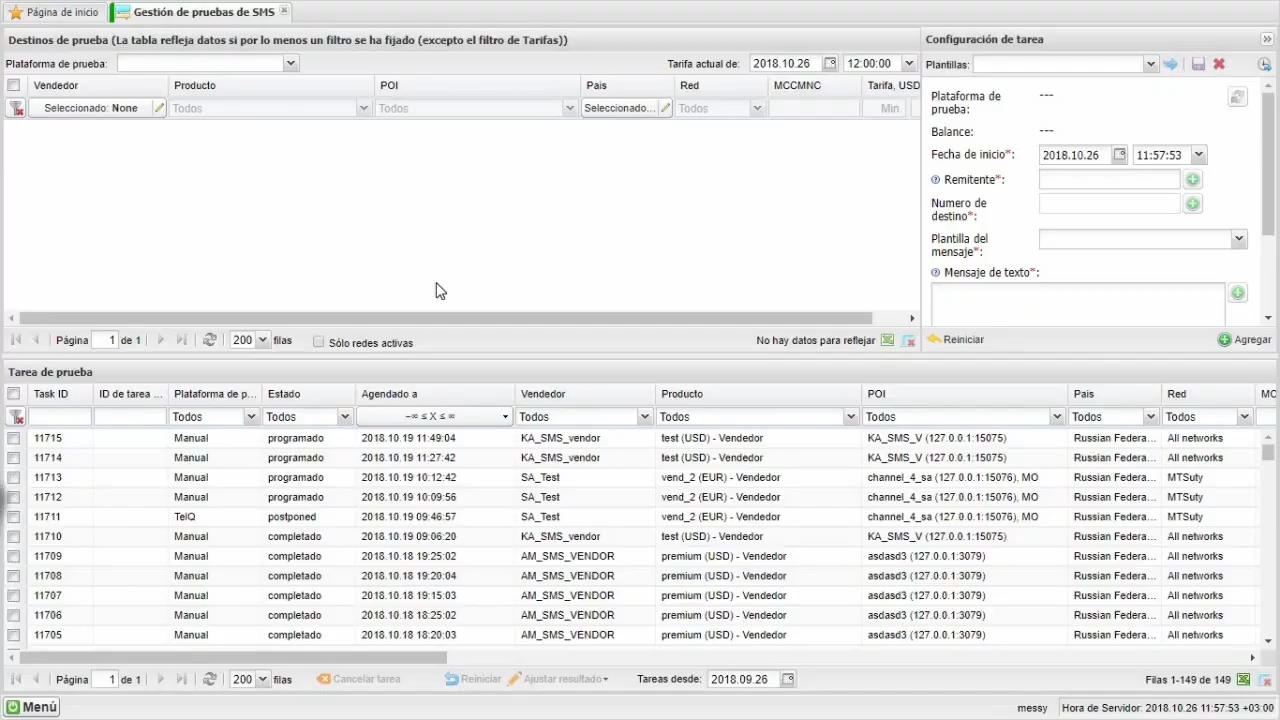 Página de inicio
Gestión de pruebas de SMS
Destinos de prueba (La tabla refleja datos si por lo menos un filtro se ha fijado (excepto el filtro de Tarifas))
Plataforma de prueba:
Tarifa actual de: 2018.10.26 12:00:00
Vendedor Producto POI Pais Red MCCMNC Tarifa, USD
Seleccionado: None Todos Todos Seleccionado... Todos Min
Página 1 de 1 200 filas Sólo redes activas No hay datos para reflejar
Configuración de tarea
Plantillas:
Plataforma de prueba: ---
Balance: ---
Fecha de inicio*: 2018.10.26 11:57:53
Remitente*:
Numero de destino*:
Plantilla del mensaje*:
Mensaje de texto*:
Reiniciar Agregar
Tarea de prueba
Task ID ID de tarea ... Plataforma de p... Estado Agendado a Vendedor Producto POI Pais Red MC
Todos Todos -∞ ≤ X ≤ ∞ Todos Todos Todos Todos Todos
11715 Manual programado 2018.10.19 11:49:04 KA_SMS_vendor test (USD) - Vendedor KA_SMS_V (127.0.0.1:15075) Russian Federa... All networks
11714 Manual programado 2018.10.19 11:27:42 KA_SMS_vendor test (USD) - Vendedor KA_SMS_V (127.0.0.1:15075) Russian Federa... All networks
11713 Manual programado 2018.10.19 10:12:42 SA_Test vend_2 (EUR) - Vendedor channel_4_sa (127.0.0.1:15076), MO Russian Federa... MTSuty
11712 Manual programado 2018.10.19 10:09:56 SA_Test vend_2 (EUR) - Vendedor channel_4_sa (127.0.0.1:15076), MO Russian Federa... MTSuty
11711 TelQ postponed 2018.10.19 09:46:57 SA_Test vend_2 (EUR) - Vendedor channel_4_sa (127.0.0.1:15076), MO Russian Federa... MTSuty
11710 Manual completado 2018.10.19 09:06:20 KA_SMS_vendor test (USD) - Vendedor KA_SMS_V (127.0.0.1:15075) Russian Federa... All networks
11709 Manual completado 2018.10.18 19:25:02 AM_SMS_VENDOR premium (USD) - Vendedor asdasd3 (127.0.0.1:3079) Russian Federa... All networks
11708 Manual completado 2018.10.18 19:20:04 AM_SMS_VENDOR premium (USD) - Vendedor asdasd3 (127.0.0.1:3079) Russian Federa... All networks
11707 Manual completado 2018.10.18 19:15:03 AM_SMS_VENDOR premium (USD) - Vendedor asdasd3 (127.0.0.1:3079) Russian Federa... All networks
11706 Manual completado 2018.10.18 18:25:02 AM_SMS_VENDOR premium (USD) - Vendedor asdasd3 (127.0.0.1:3079) Russian Federa... All networks
11705 Manual completado 2018.10.18 18:20:03 AM_SMS_VENDOR premium (USD) - Vendedor asdasd3 (127.0.0.1:3079) Russian Federa... All networks
Página 1 de 1 200 filas Cancelar tarea Reiniciar Ajustar resultado Tareas desde: 2018.09.26 Filas 1-149 de 149
Menú messy Hora de Servidor: 2018.10.26 11:57:53 +03:00